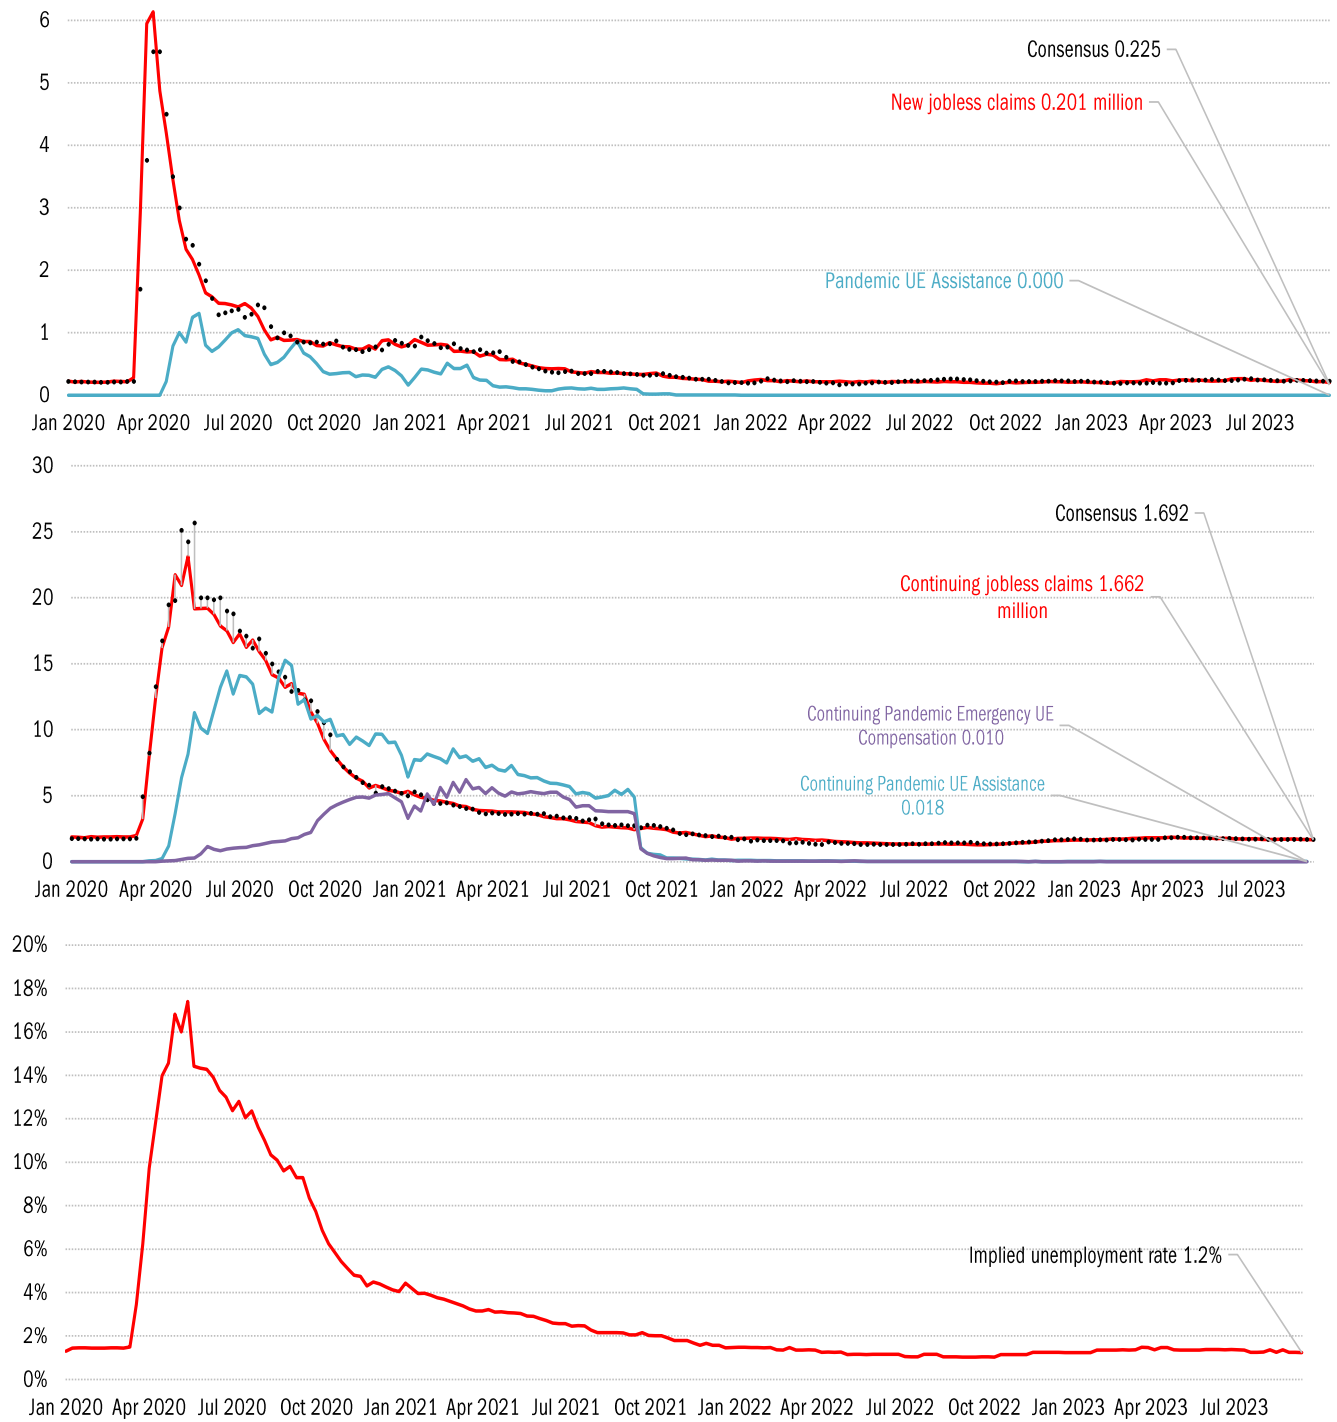 6
5
4
3
2
1
0
Consensus 0.225
New jobless claims 0.201 million
Pandemic UE Assistance 0.000
Jan 2020 Apr 2020 Jul 2020 Oct 2020 Jan 2021 Apr 2021 Jul 2021 Oct 2021 Jan 2022 Apr 2022 Jul 2022 Oct 2022 Jan 2023 Apr 2023 Jul 2023
30
25
20
15
10
5
0
Consensus 1.692
Continuing jobless claims 1.662
million
Continuing Pandemic Emergency UE
Compensation 0.010
Continuing Pandemic UE Assistance
0.018
Jan 2020 Apr 2020 Jul 2020 Oct 2020 Jan 2021 Apr 2021 Jul 2021 Oct 2021 Jan 2022 Apr 2022 Jul 2022 Oct 2022 Jan 2023 Apr 2023 Jul 2023
20%
18%
16%
14%
12%
10%
8%
6%
4%
2%
0%
Implied unemployment rate 1.2%
Jan 2020 Apr 2020 Jul 2020 Oct 2020 Jan 2021 Apr 2021 Jul 2021 Oct 2021 Jan 2022 Apr 2022 Jul 2022 Oct 2022 Jan 2023 Apr 2023 Jul 2023